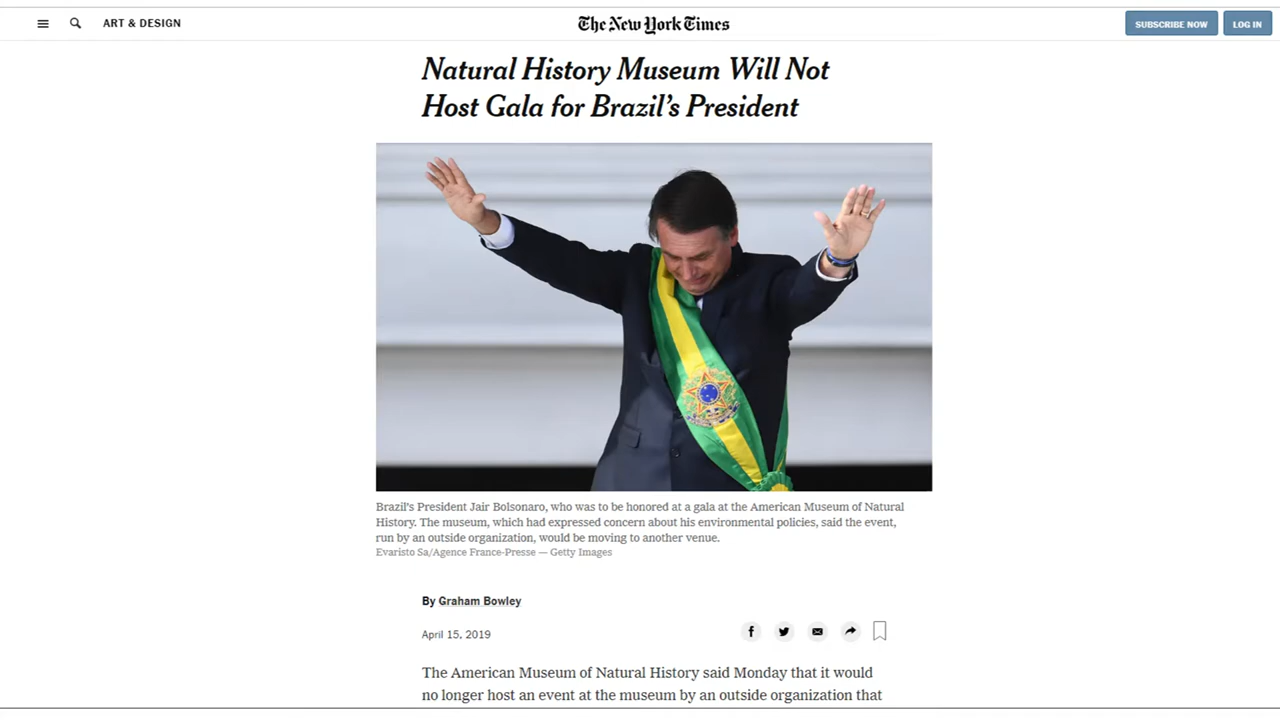 ART & DESIGN
The New York Times
SUBSCRIBE NOW
LOG IN
Natural History Museum Will Not
Host Gala for Brazil’s President
Brazil's President Jair Bolsonaro, who was to be honored at a gala at the American Museum of Natural
History. The museum, which had expressed concern about his environmental policies, said the event,
run by an outside organization, would be moving to another venue.
Evaristo Sa/Agence France-Presse — Getty Images
By Graham Bowley
April 15, 2019
The American Museum of Natural History said Monday that it would
no longer host an event at the museum by an outside organization that